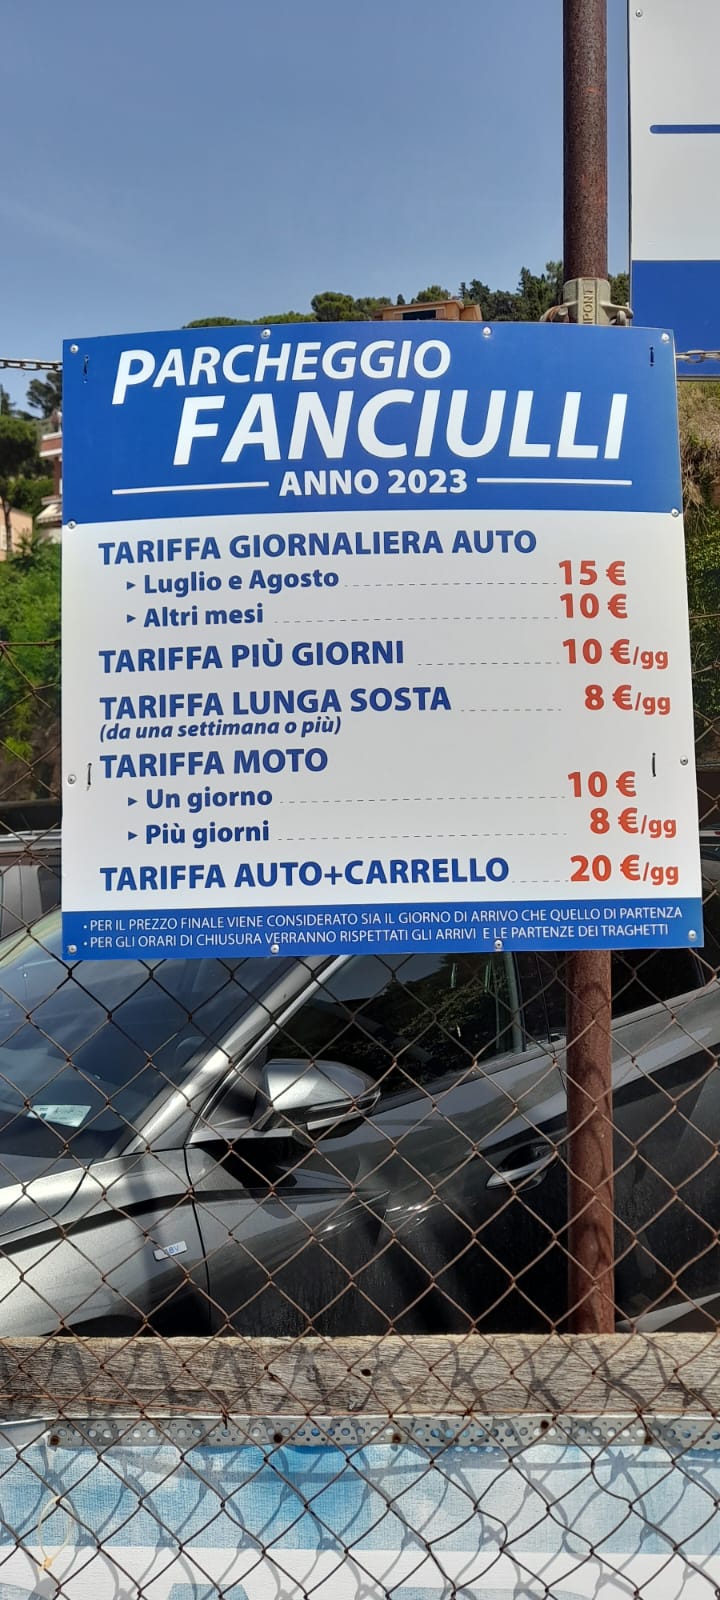 PARCHEGGIO
FANCIULLI
ANNO 2023
TARIFFA GIORNALIERA AUTO
▸ Luglio e Agosto 15 €
▸ Altri mesi 10 €
TARIFFA PIÙ GIORNI 10 €/gg
TARIFFA LUNGA SOSTA 8 €/gg
(da una settimana o più)
TARIFFA MOTO
▸ Un giorno 10 €
▸ Più giorni 8 €/gg
TARIFFA AUTO+CARRELLO 20 €/gg
• PER IL PREZZO FINALE VIENE CONSIDERATO SIA IL GIORNO DI ARRIVO CHE QUELLO DI PARTENZA
• PER GLI ORARI DI CHIUSURA VERRANNO RISPETTATI GLI ARRIVI E LE PARTENZE DEI TRAGHETTI
48V